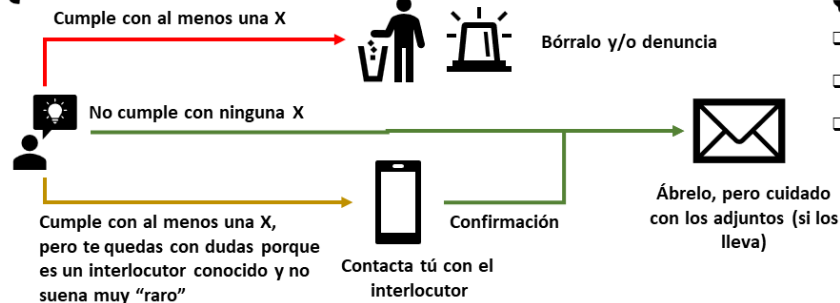 Cumple con al menos una X
Bórralo y/o denuncia
No cumple con ninguna X
Ábrelo, pero cuidado
con los adjuntos (si los
lleva)
Cumple con al menos una X,
pero te quedas con dudas porque
es un interlocutor conocido y no
suena muy “raro”
Contacta tú con el
interlocutor
Confirmación